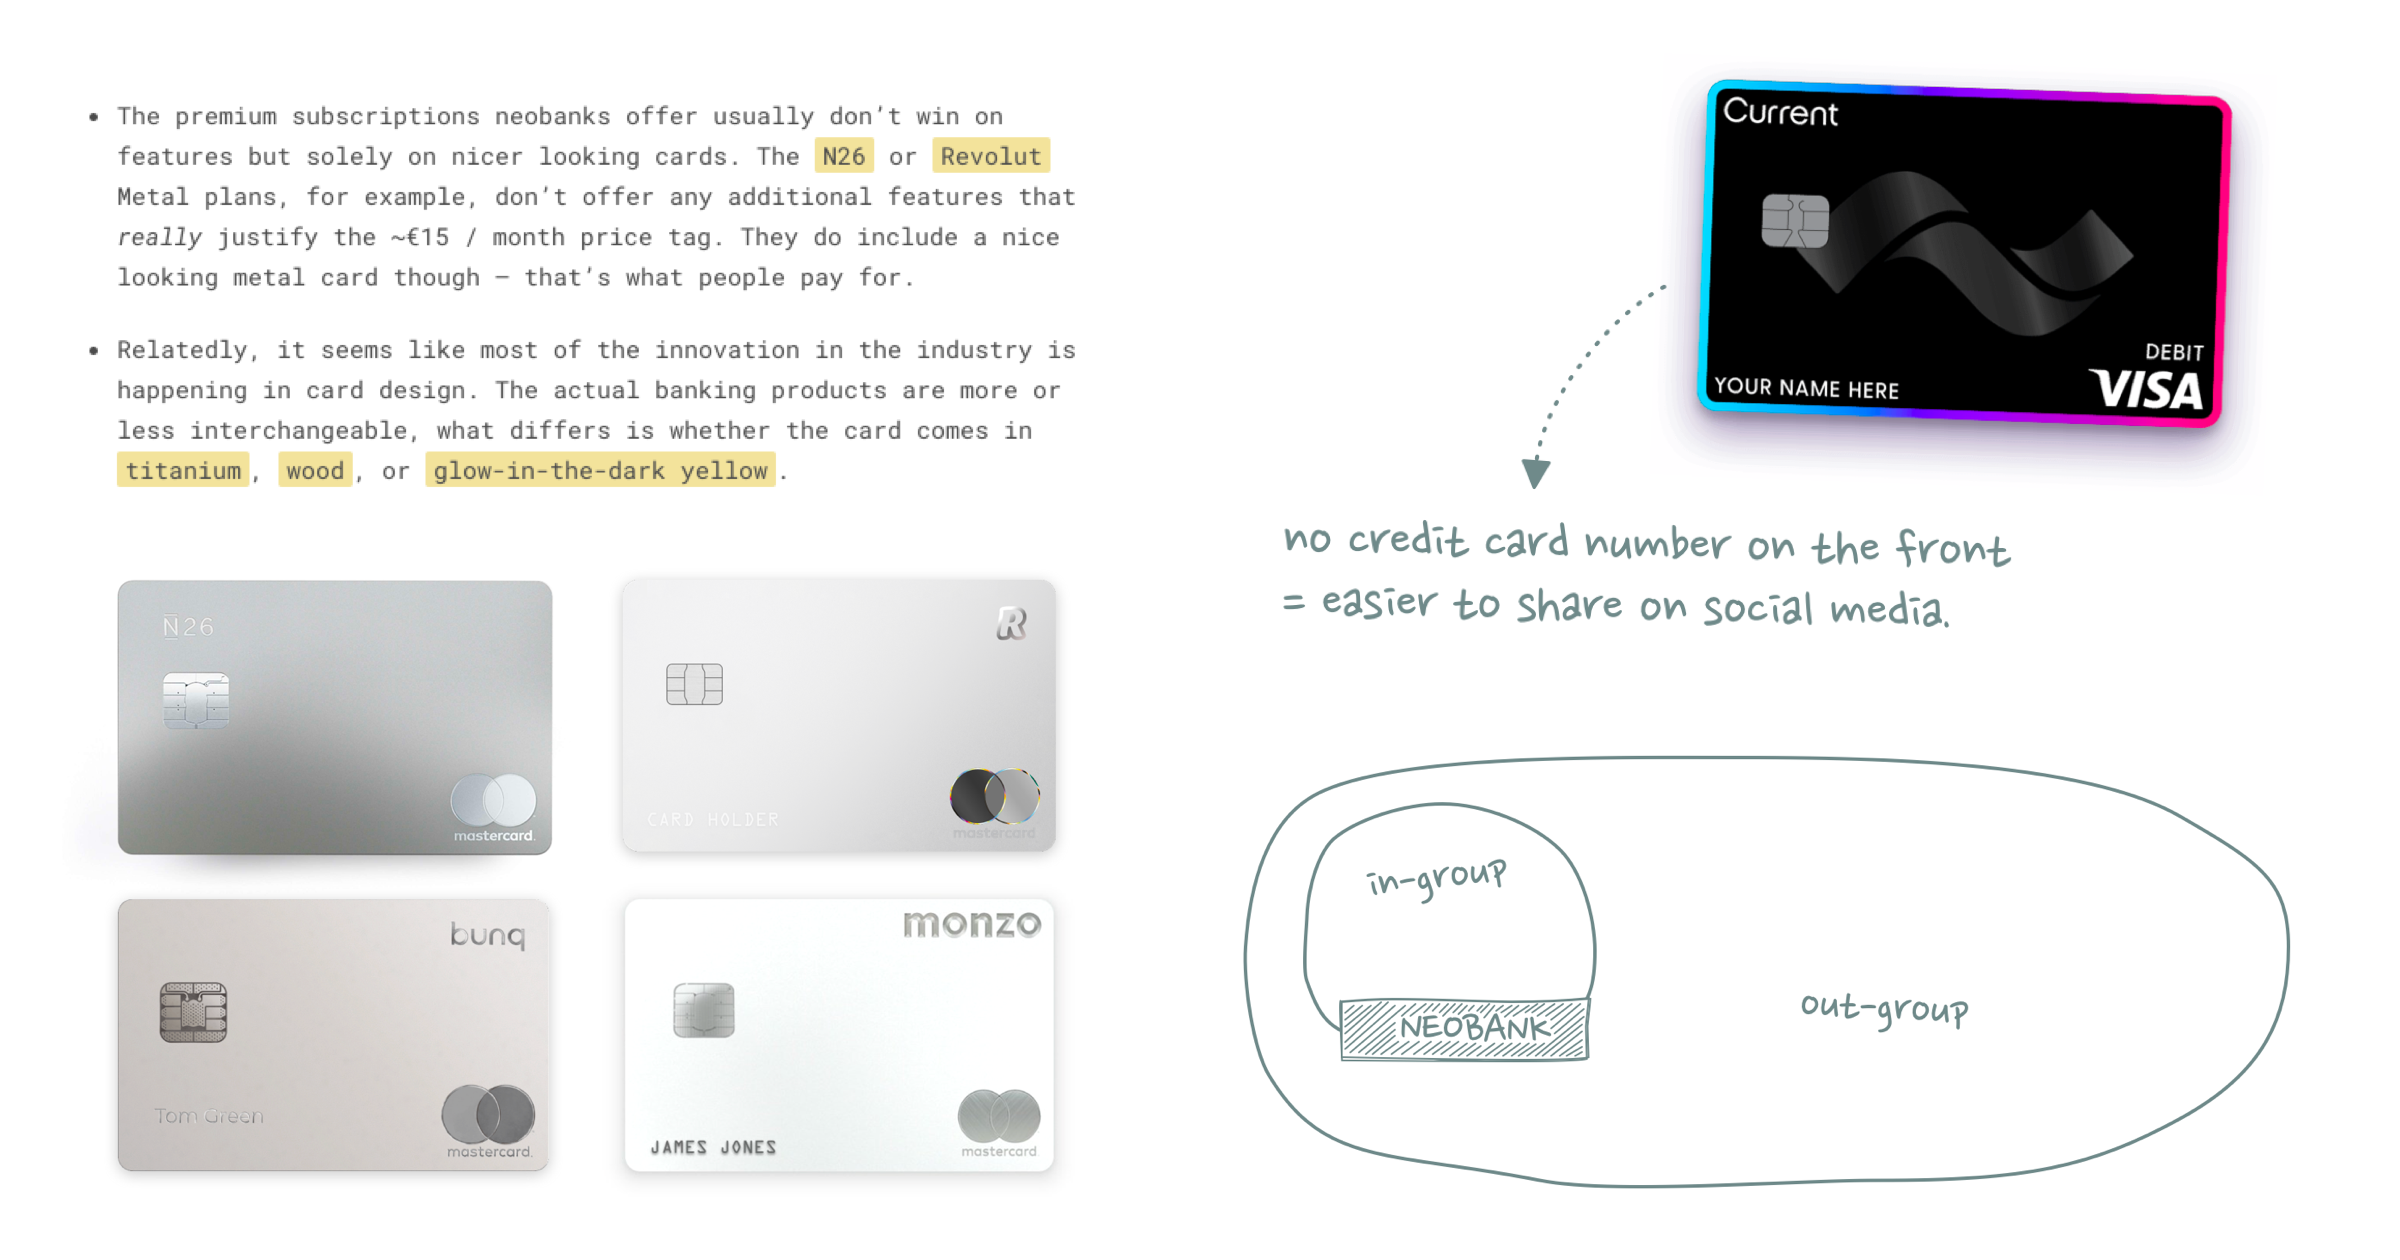 • The premium subscriptions neobanks offer usually don't win on
features but solely on nicer looking cards. The N26 or Revolut
Metal plans, for example, don't offer any additional features that
really justify the ~€15 / month price tag. They do include a nice
looking metal card though – that's what people pay for.
• Relatedly, it seems like most of the innovation in the industry is
happening in card design. The actual banking products are more or
less interchangeable, what differs is whether the card comes in
titanium, wood, or glow-in-the-dark yellow.
N26
mastercard.
R
CARD HOLDER
mastercard
bunq
Tom Green
mastercard.
monzo
JAMES JONES
mastercard
Current
DEBIT
YOUR NAME HERE
VISA
no credit card number on the front
= easier to share on social media.
in-group
NEOBANK
out-group